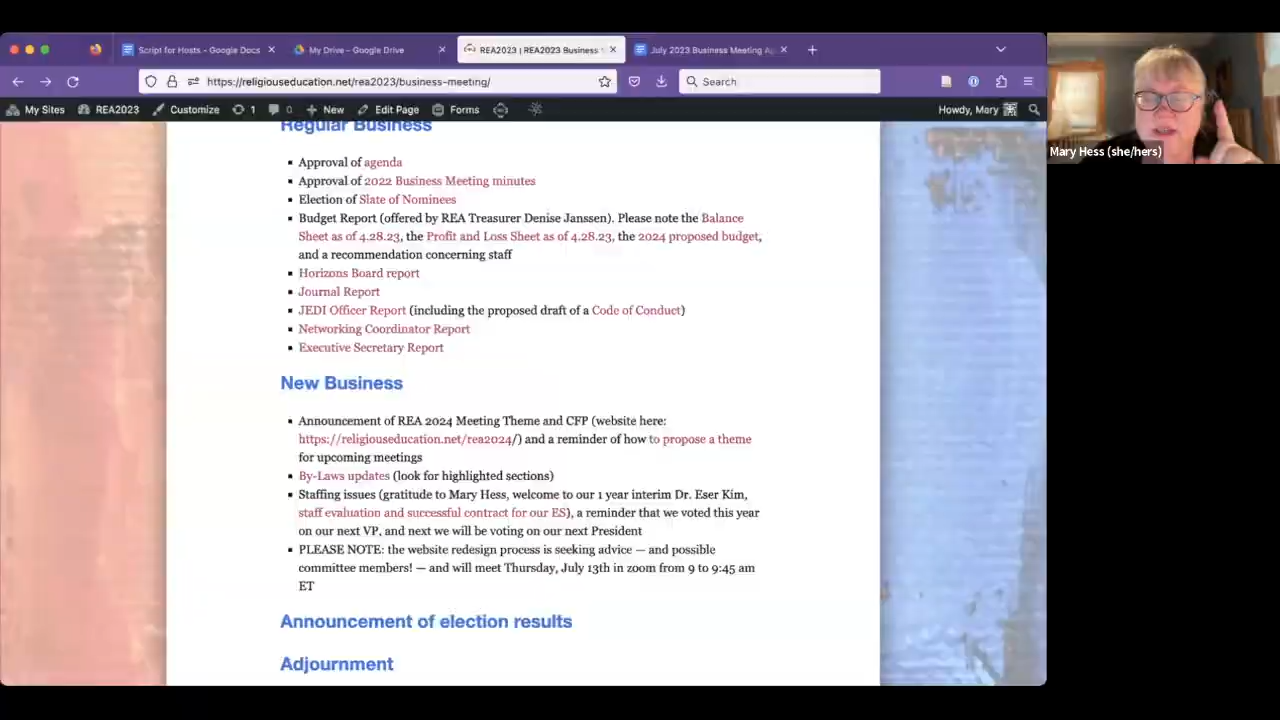 Script for Hosts - Google Docs
My Drive - Google Drive
REA2023 | REA2023 Business
July 2023 Business Meeting Ag
https://religiouseducation.net/rea2023/business-meeting/
Search
My Sites
REA2023
Customize
1
0
New
Edit Page
Forms
Howdy, Mary
Mary Hess (she/hers)
Regular Business
Approval of agenda
Approval of 2022 Business Meeting minutes
Election of Slate of Nominees
Budget Report (offered by REA Treasurer Denise Janssen). Please note the Balance
Sheet as of 4.28.23, the Profit and Loss Sheet as of 4.28.23, the 2024 proposed budget,
and a recommendation concerning staff
Horizons Board report
Journal Report
JEDI Officer Report (including the proposed draft of a Code of Conduct)
Networking Coordinator Report
Executive Secretary Report
New Business
Announcement of REA 2024 Meeting Theme and CFP (website here:
https://religiouseducation.net/rea2024/) and a reminder of how to propose a theme
for upcoming meetings
By-Laws updates (look for highlighted sections)
Staffing issues (gratitude to Mary Hess, welcome to our 1 year interim Dr. Eser Kim,
staff evaluation and successful contract for our ES), a reminder that we voted this year
on our next VP, and next we will be voting on our next President
PLEASE NOTE: the website redesign process is seeking advice — and possible
committee members! — and will meet Thursday, July 13th in zoom from 9 to 9:45 am
ET
Announcement of election results
Adjournment